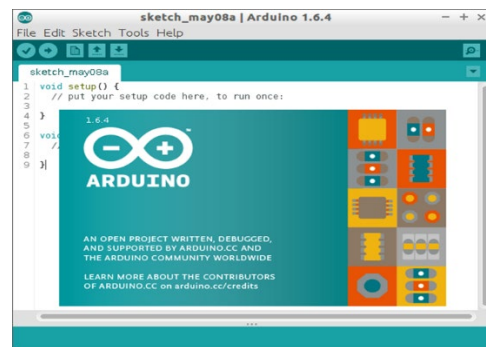 sketch_may08a | Arduino 1.6.4
File Edit Sketch Tools Help
sketch_may08a
1 void setup() {
2 // put your setup code here, to run once:
3
4 }
5
6 voi
7 /
8
9 }
1.6.4
ARDUINO
AN OPEN PROJECT WRITTEN, DEBUGGED,
AND SUPPORTED BY ARDUINO.CC AND
THE ARDUINO COMMUNITY WORLDWIDE
LEARN MORE ABOUT THE CONTRIBUTORS
OF ARDUINO.CC on arduino.cc/credits